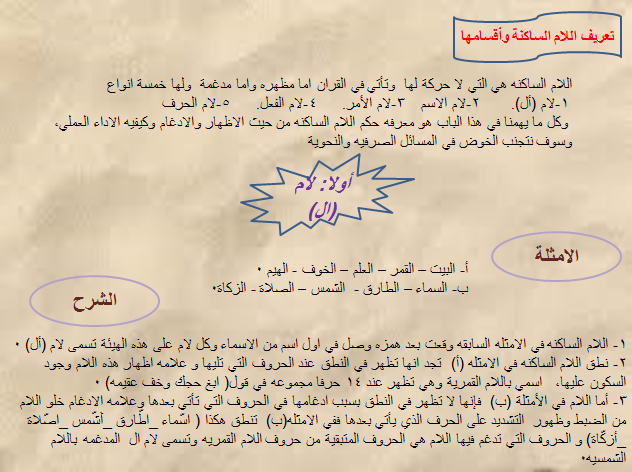 تعريف اللام الساكنة وأقسامها
اللام الساكنه هي التي لا حركة لها وتأتي في القران اما مظهره واما مدغمة ولها خمسة انواع
١-لام (أل). ٢-لام الاسم ٣-لام الأمر. ٤-لام الفعل. ٥-لام الحرف
وكل ما يهمنا في هذا الباب هو معرفه حكم اللام الساكنه من حيث الاظهار والادغام وكيفيه الاداء العملي،
وسوف نتجنب الخوض في المسائل الصرفيه والنحوية
أولا: لام
(ال)
الامثلة
أ- البيت – القمر – العلم – الخوف - الهيم .
ب- السماء - الطارق - الشمس - الصلاة - الزكاة.
الشرح
١- اللام الساكنه في الامثله السابقه وقعت بعد همزه وصل في اول اسم من الاسماء وكل لام على هذه الهيئة تسمى لام (أل) .
٢- نطق اللام الساكنه في الامثله (أ) تجد انها تظهر في النطق عند الحروف التي تليها و علامه اظهار هذه اللام وجود
السكون عليها، اسمي باللام القمرية وهي تظهر عند ١٤ حرفا مجموعه في قول( ابغ حجك وخف عقيمه) .
٣- أما اللام في الأمثلة (ب) فإنها لا تظهر في النطق بسبب ادغامها في الحروف التي تأتي بعدها وعلامه الادغام خلو اللام
من الضبط وظهور التشديد على الحرف الذي يأتي بعدها ففي الامثله(ب) تنطق هكذا ( اسّماء _اطّارق _أشّمس _اصّلاة
_أزكّاة) و الحروف التي تدغم فيها اللام هي الحروف المتبقية من حروف اللام القمريه وتسمى لام ال المدغمه باللام
الشمسيه.